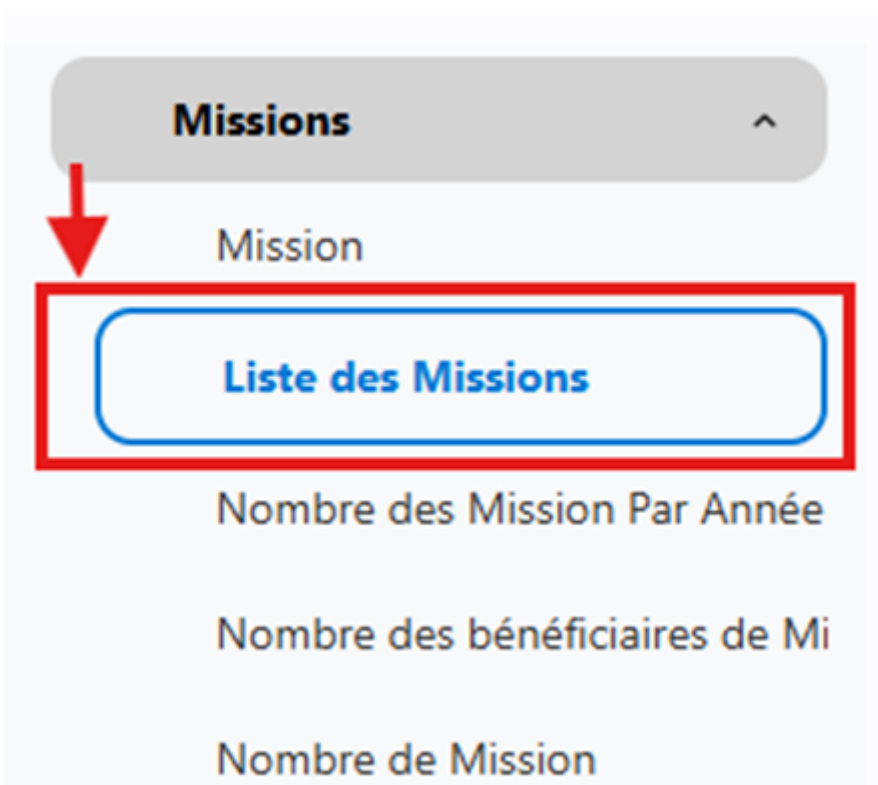 Missions
Mission
Liste des Missions
Nombre des Mission Par Année
Nombre des bénéficiaires de Mi
Nombre de Mission